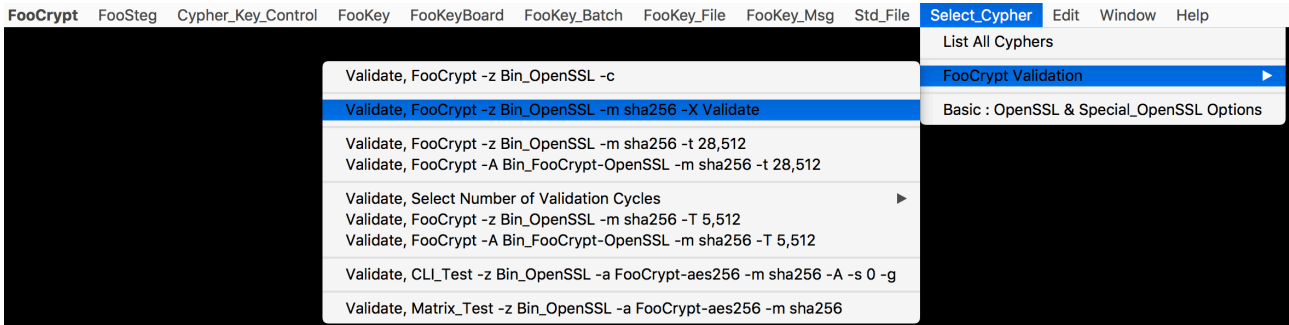 FooCrypt FooSteg Cypher_Key_Control FooKey FooKeyBoard FooKey_Batch FooKey_File FooKey_Msg Std_File Select_Cypher Edit Window Help
List All Cyphers
FooCrypt Validation
Basic : OpenSSL & Special_OpenSSL Options
Validate, FooCrypt -z Bin_OpenSSL -c
Validate, FooCrypt -z Bin_OpenSSL -m sha256 -X Validate
Validate, FooCrypt -z Bin_OpenSSL -m sha256 -t 28,512
Validate, FooCrypt -A Bin_FooCrypt-OpenSSL -m sha256 -t 28,512
Validate, Select Number of Validation Cycles
Validate, FooCrypt -z Bin_OpenSSL -m sha256 -T 5,512
Validate, FooCrypt -A Bin_FooCrypt-OpenSSL -m sha256 -T 5,512
Validate, CLI_Test -z Bin_OpenSSL -a FooCrypt-aes256 -m sha256 -A -s 0 -g
Validate, Matrix_Test -z Bin_OpenSSL -a FooCrypt-aes256 -m sha256